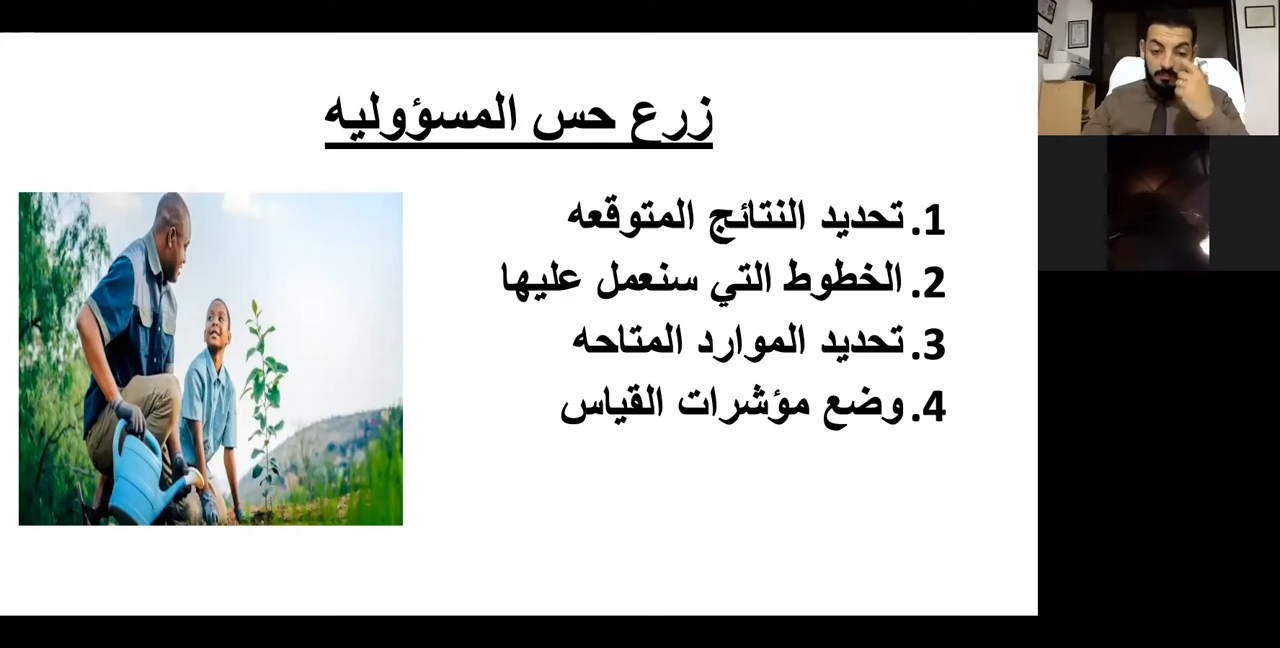 زرع حس المسؤوليه
1. تحديد النتائج المتوقعه
2. الخطوط التي سنعمل عليها
3. تحديد الموارد المتاحه
4. وضع مؤشرات القياس